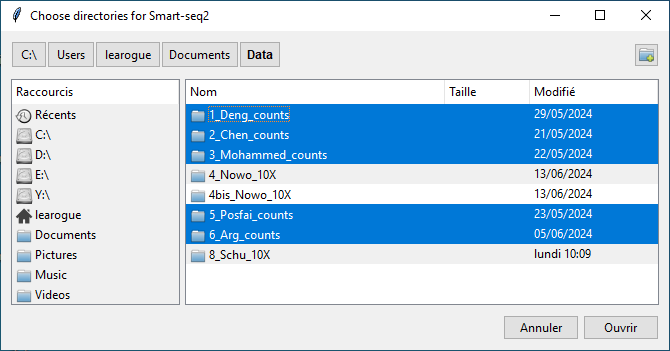 Choose directories for Smart-seq2
C:\ Users learogue Documents Data
Raccourcis
Récents
C:\
D:\
E:\
Y:\
learogue
Documents
Pictures
Music
Videos
Nom Taille Modifié
1_Deng_counts 29/05/2024
2_Chen_counts 21/05/2024
3_Mohammed_counts 22/05/2024
4_Nowo_10X 13/06/2024
4bis_Nowo_10X 13/06/2024
5_Posfai_counts 23/05/2024
6_Arg_counts 05/06/2024
8_Schu_10X lundi 10:09
Annuler Ouvrir